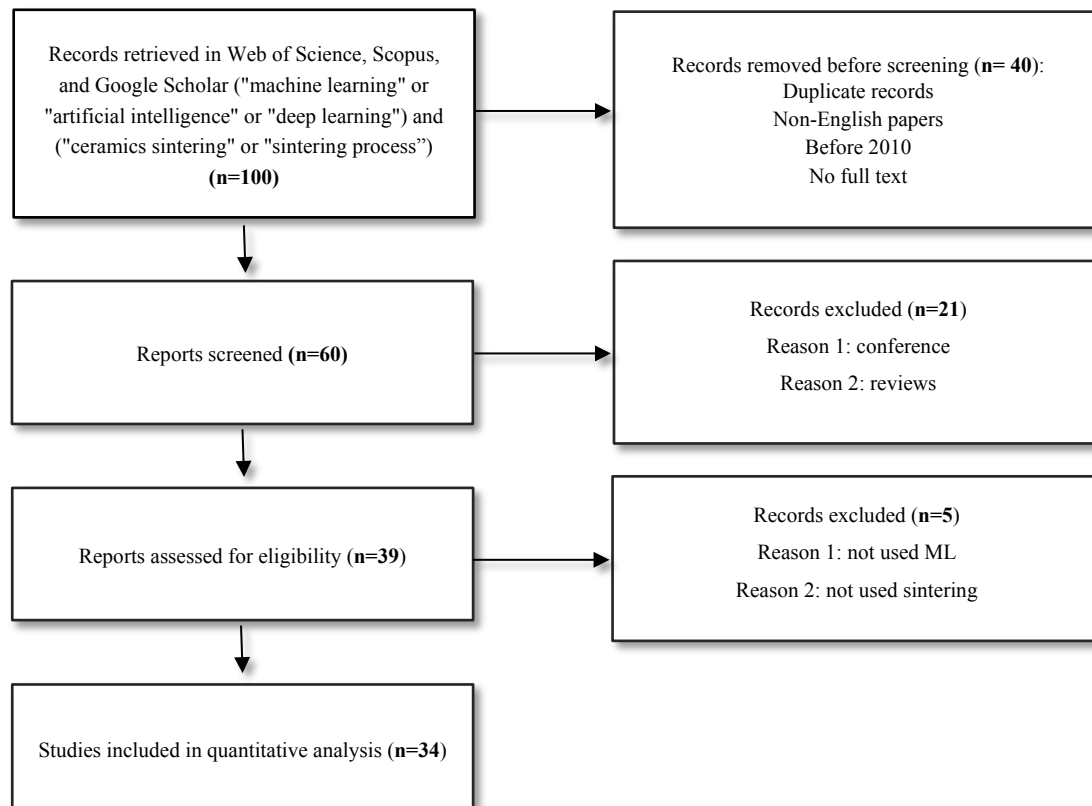 Records retrieved in Web of Science, Scopus,
and Google Scholar ("machine learning" or
"artificial intelligence" or "deep learning") and
("ceramics sintering" or "sintering process”)
(n=100)
Records removed before screening (n= 40):
Duplicate records
Non-English papers
Before 2010
No full text
Reports screened (n=60)
Records excluded (n=21)
Reason 1: conference
Reason 2: reviews
Reports assessed for eligibility (n=39)
Records excluded (n=5)
Reason 1: not used ML
Reason 2: not used sintering
Studies included in quantitative analysis (n=34)